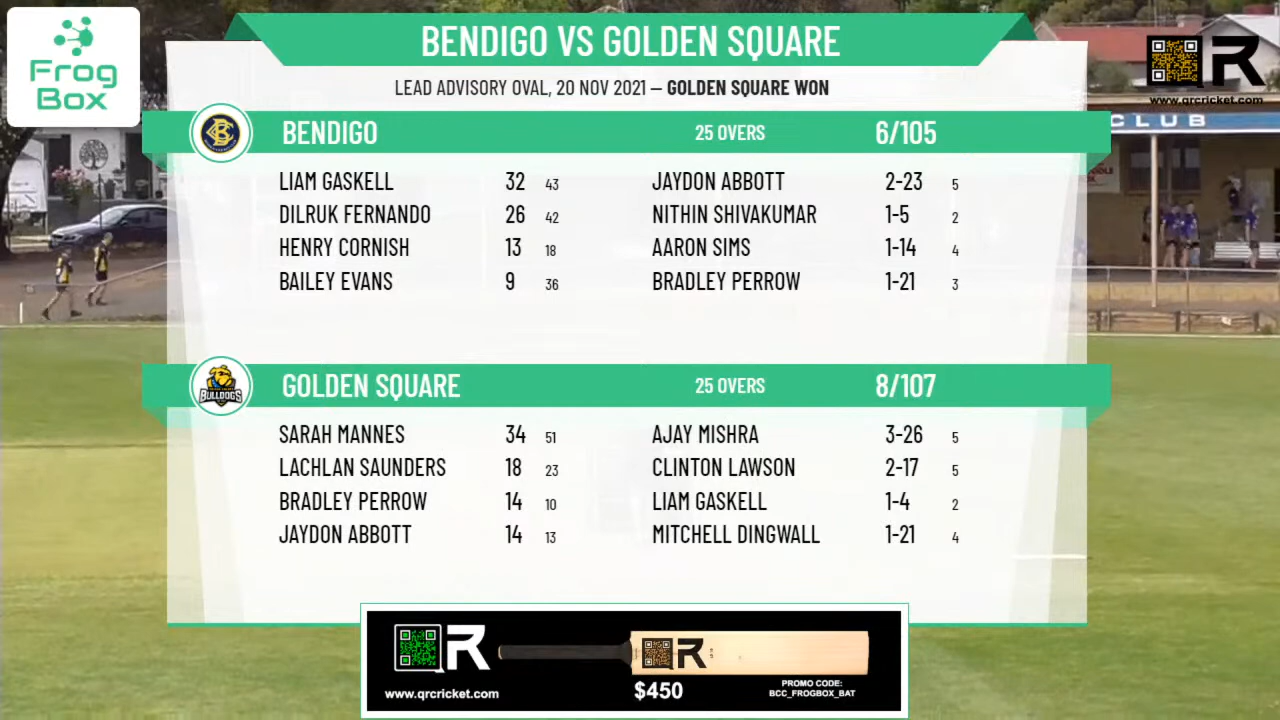 Frog
Box
BENDIGO VS GOLDEN SQUARE
R
www.qrcricket.com
LEAD ADVISORY OVAL, 20 NOV 2021 – GOLDEN SQUARE WON
CLUB
BENDIGO 25 OVERS 6/105
LIAM GASKELL 32 43 JAYDON ABBOTT 2-23 5
DILRUK FERNANDO 26 42 NITHIN SHIVAKUMAR 1-5 2
HENRY CORNISH 13 18 AARON SIMS 1-14 4
BAILEY EVANS 9 36 BRADLEY PERROW 1-21 3
BULLDOGS
GOLDEN SQUARE 25 OVERS 8/107
SARAH MANNES 34 51 AJAY MISHRA 3-26 5
LACHLAN SAUNDERS 18 23 CLINTON LAWSON 2-17 5
BRADLEY PERROW 14 10 LIAM GASKELL 1-4 2
JAYDON ABBOTT 14 13 MITCHELL DINGWALL 1-21 4
R
R
www.qrcricket.com
$450
PROMO CODE:
BCC_FROGBOX_BAT